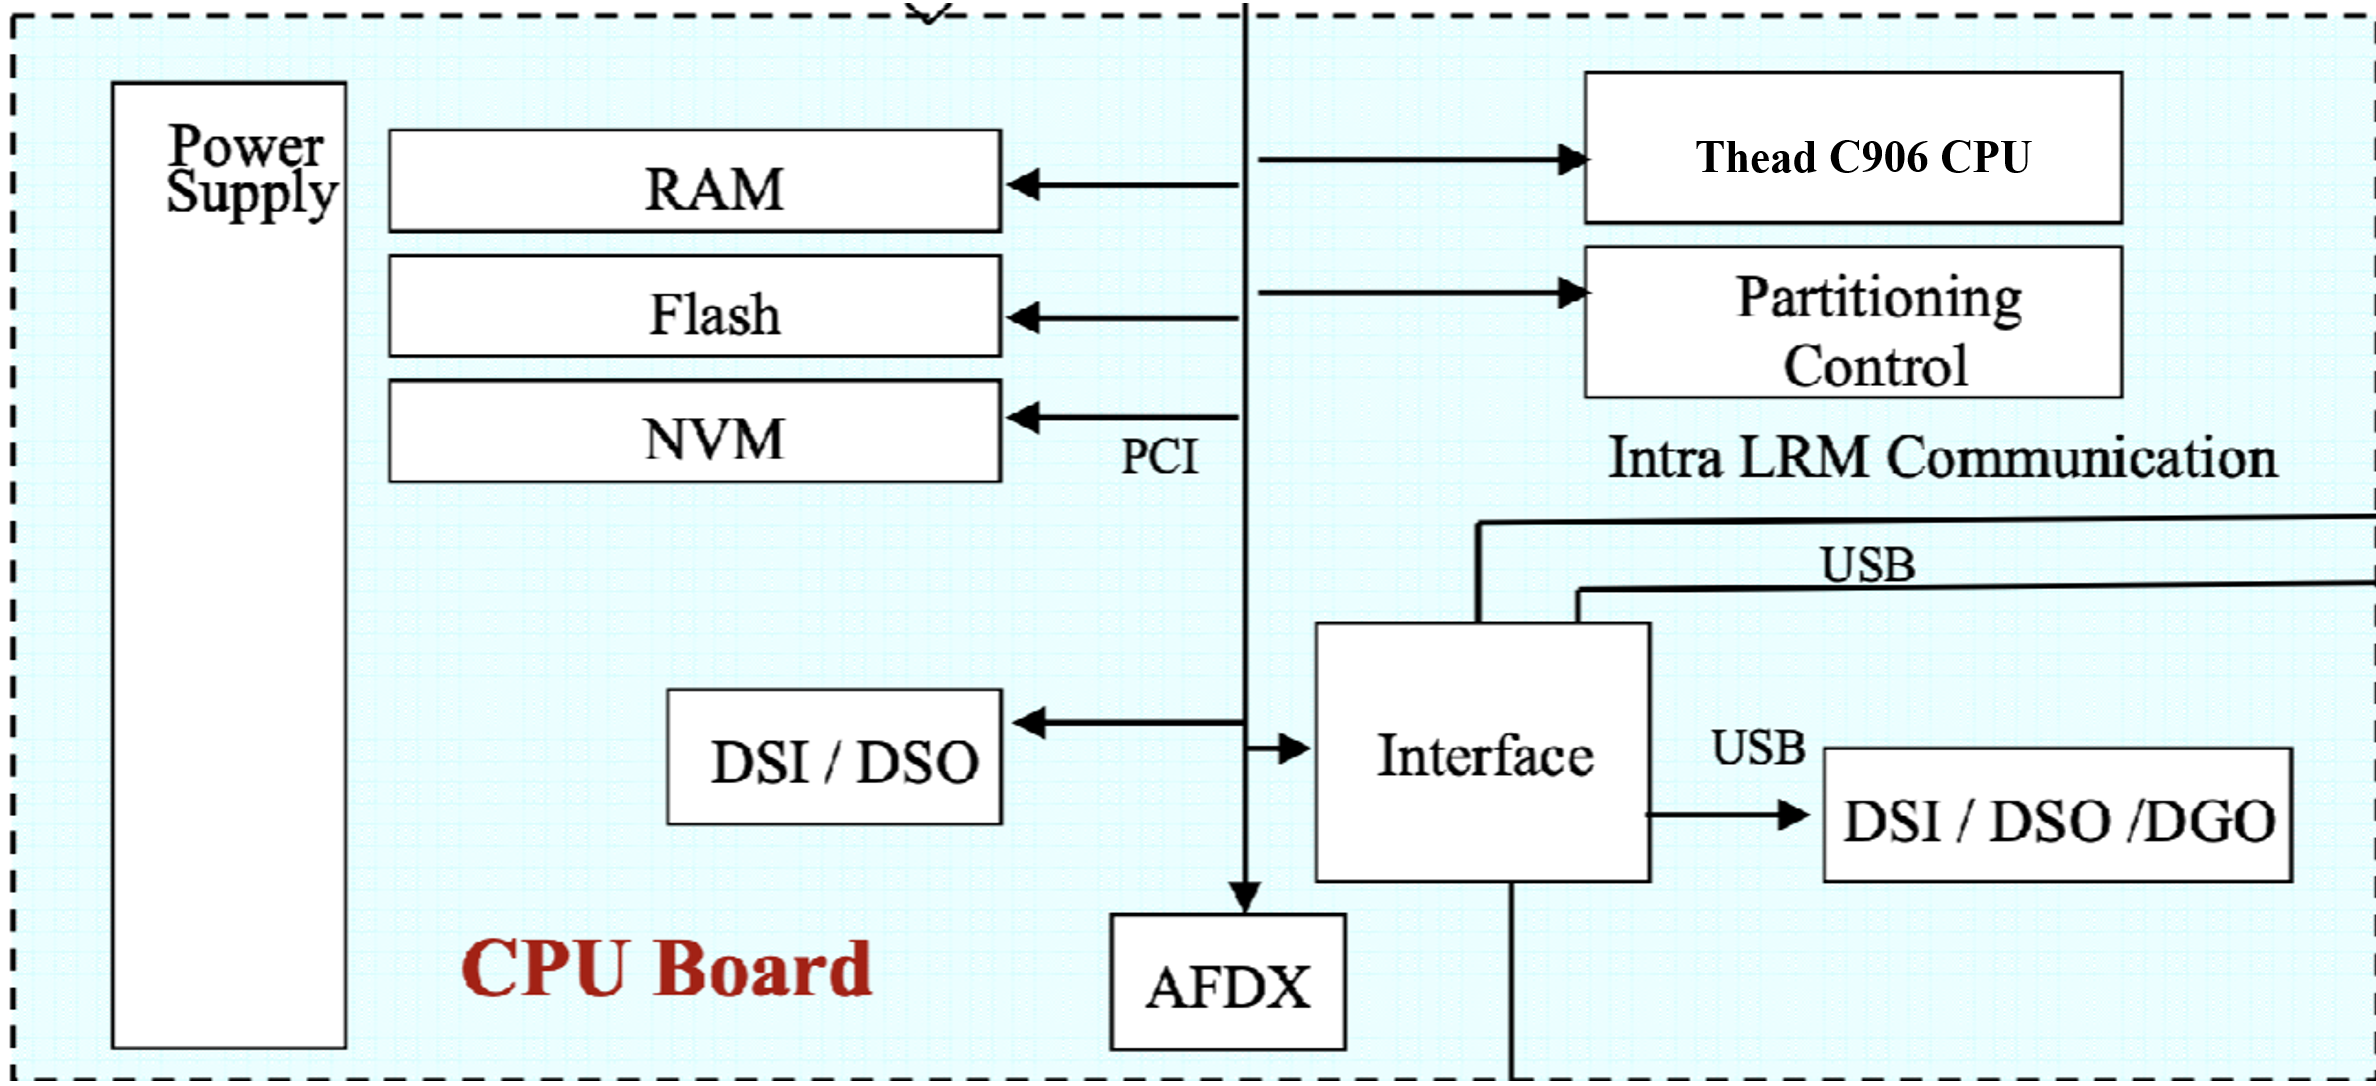 Power
Supply
RAM
Flash
NVM
PCI
Thead C906 CPU
Partitioning
Control
Intra LRM Communication
USB
DSI / DSO
Interface
USB
DSI / DSO /DGO
CPU Board
AFDX